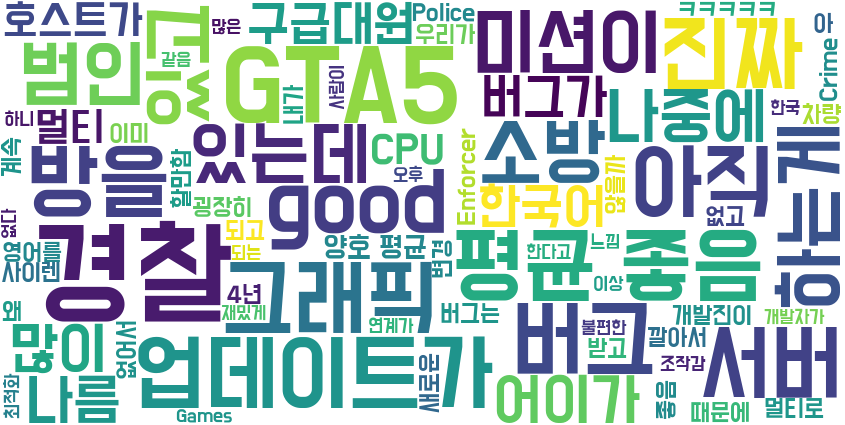 호스트가
같음
많은
구급대원
Police
우리가
ㅋㅋㅋㅋㅋ
아
Crime
범인
있고
GTA5
내가
사람이
미션이
진짜
버그가
나중에
한국
차량
하니
멀티
이미
계속
할만함
있는데
CPU
오후
Enforcer
소방
한국어
않을까
아직
하는게
방을
굉장히
good
없고
없다
영어를
사이렌
경찰
되고
되는
양호
평균
변경
한다고
느낌
평균
좋음
이상
왜
4년
재밌게
그래픽
연계가
버그는
불편한
받고
버그
깔아서
개발진이
개발자가
조작감
서버
많이
없어서
업데이트가
새로운
최적화
나름
Games
어이가
좋음
때문에
멀티로